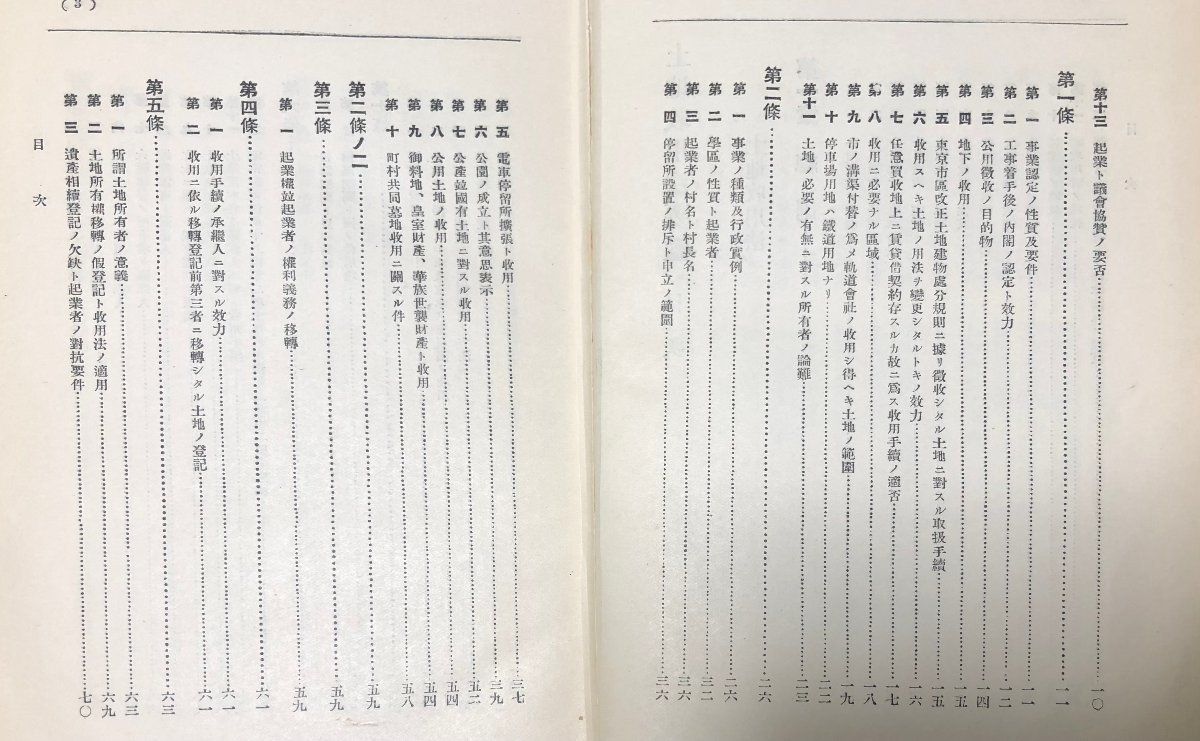 第十三　起業ト議會協贊ノ要否……一〇
第一條……一一
第一　事業認定ノ性質及要件……一一
第二　工事着手後ノ內閣ノ認定ト效力……一二
第三　公用徵收ノ目的物……一四
第四　地下ノ收用……一五
第五　東京市區改正土地建物處分規則ニ據リ徵收シタル土地ニ對スル取扱手續……一五
第六　收用スヘキ土地ノ用法ヲ變更シタルトキノ效力……一六
第七　任意買收地上ニ賃貸借契約存スルカ故ニ爲ス收用手續ノ適否……一七
第八　收用ニ必要ナル區域……一八
第九　市ノ溝渠付替ノ爲メ軌道會社ノ收用シ得ヘキ土地ノ範圍……一九
第十　停車場用地ハ鐵道用地ナリ……二二
第十一　土地ノ必要ノ有無ニ對スル所有者ノ論難……二三
第二條……二六
第一　事業ノ種類及行政實例……二六
第二　學區ノ性質ト起業者……三二
第三　起業者ノ村名ト村長名……三六
第四　停留所設置ノ排斥ト申立ノ範圍……三六
第五　電車停留所擴張ト收用……三七
第六　公園ノ成立ト其意思表示……三九
第七　公產竝國有土地ニ對スル收用……五二
第八　公用土地ノ收用……五四
第九　御料地、皇室財產、華族世襲財產ト收用……五四
第十　町村共同墓地收用ニ關スル件……五八
第二條ノ二……五九
第三條……五九
第一　起業權竝起業者ノ權利義務ノ移轉……五九
第四條……六一
第一　收用手續ノ承繼人ニ對スル效力……六一
第二　收用ニ依ル移轉登記前第三者ニ移轉シタル土地ノ登記……六一
第五條……六三
第一　所謂土地所有者ノ意義……六三
第二　土地所有權移轉ノ假登記ト收用法ノ適用……六九
第三　遺產相續登記ノ欠缺ト起業者ノ對抗要件……七〇
目次
(3)